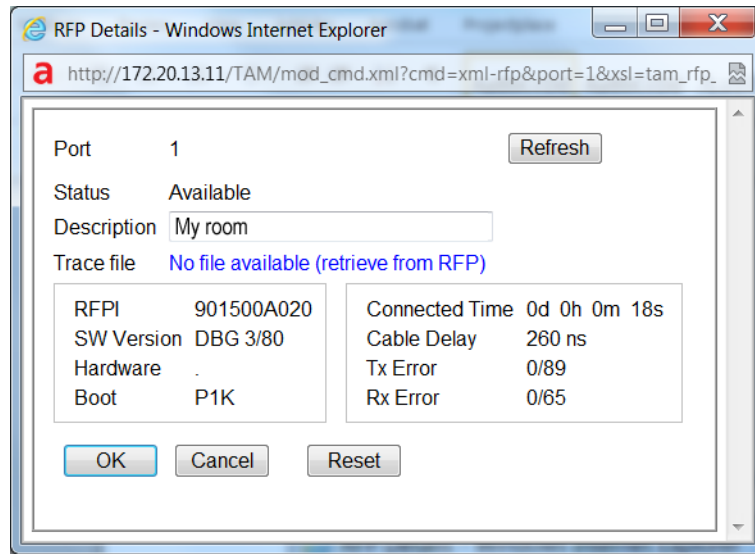 RFP Details - Windows Internet Explorer
a http://172.20.13.11/TAM/mod_cmd.xml?cmd=xml-rfp&port=1&xsl=tam_rfp_
Port 1 Refresh
Status Available
Description My room
Trace file No file available (retrieve from RFP)
RFPI 901500A020 Connected Time 0d 0h 0m 18s
SW Version DBG 3/80 Cable Delay 260 ns
Hardware . Tx Error 0/89
Boot P1K Rx Error 0/65
OK Cancel Reset